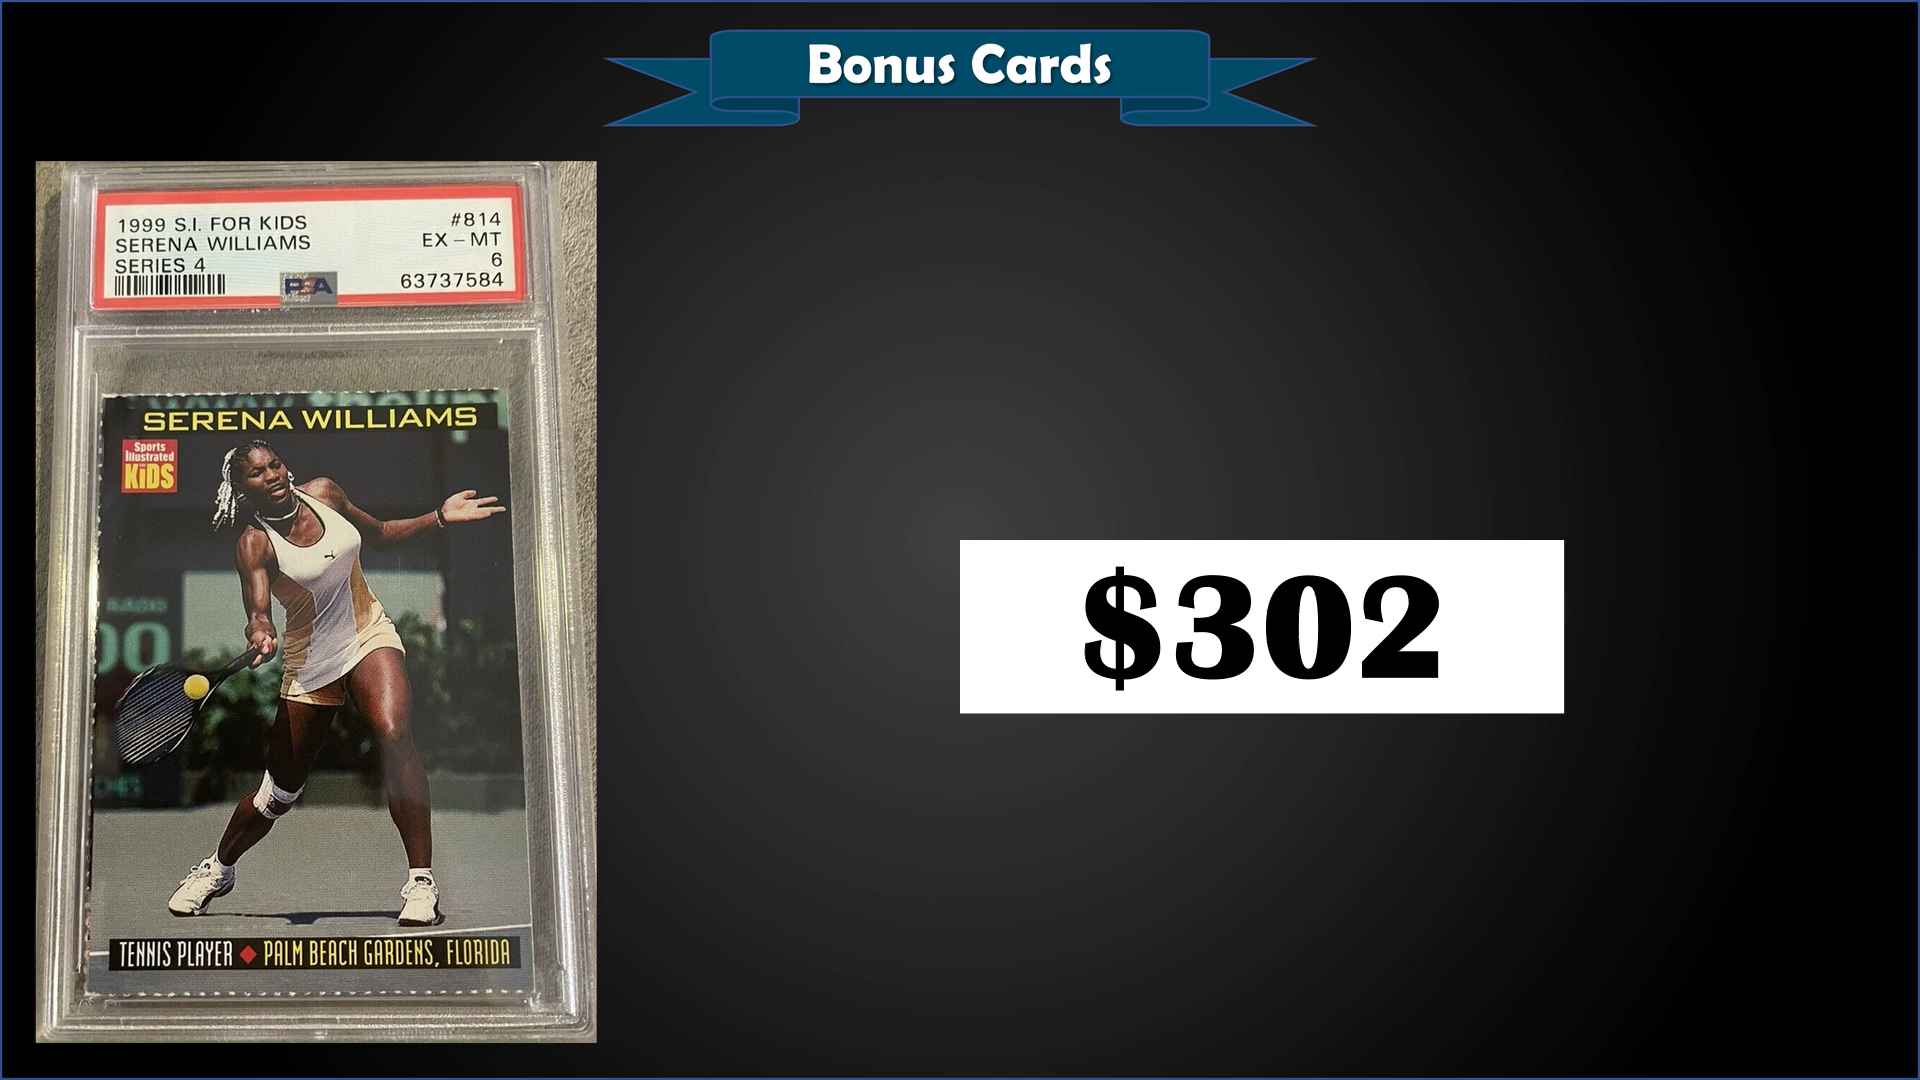 Bonus Cards
1999 S.I. FOR KIDS #814
SERENA WILLIAMS EX - MT
SERIES 4 6
PSA 63737584
SERENA WILLIAMS
Sports
Illustrated
KIDS
00
TENNIS PLAYER ◆ PALM BEACH GARDENS, FLORIDA
$302